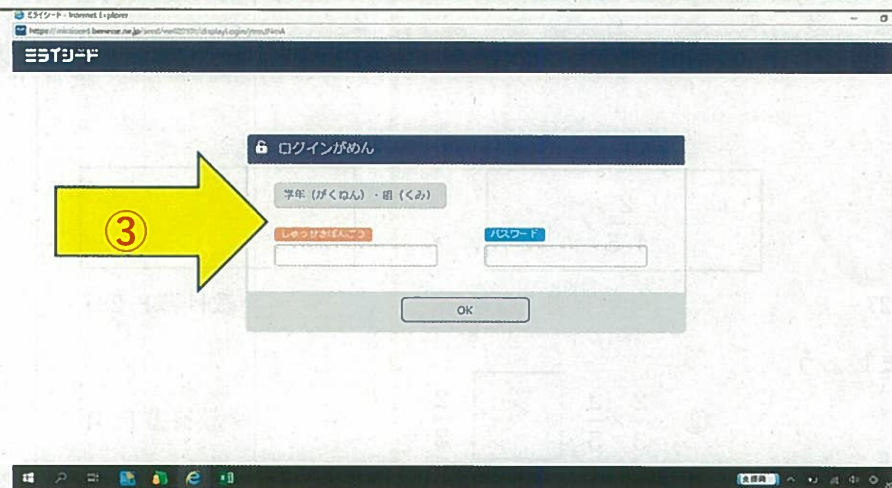 ミライシード - Internet Explorer
ミライシード
ログインがめん
学年 (がくねん) ・ 組 (くみ)
しゅっせきばんごう
パスワード
③
OK